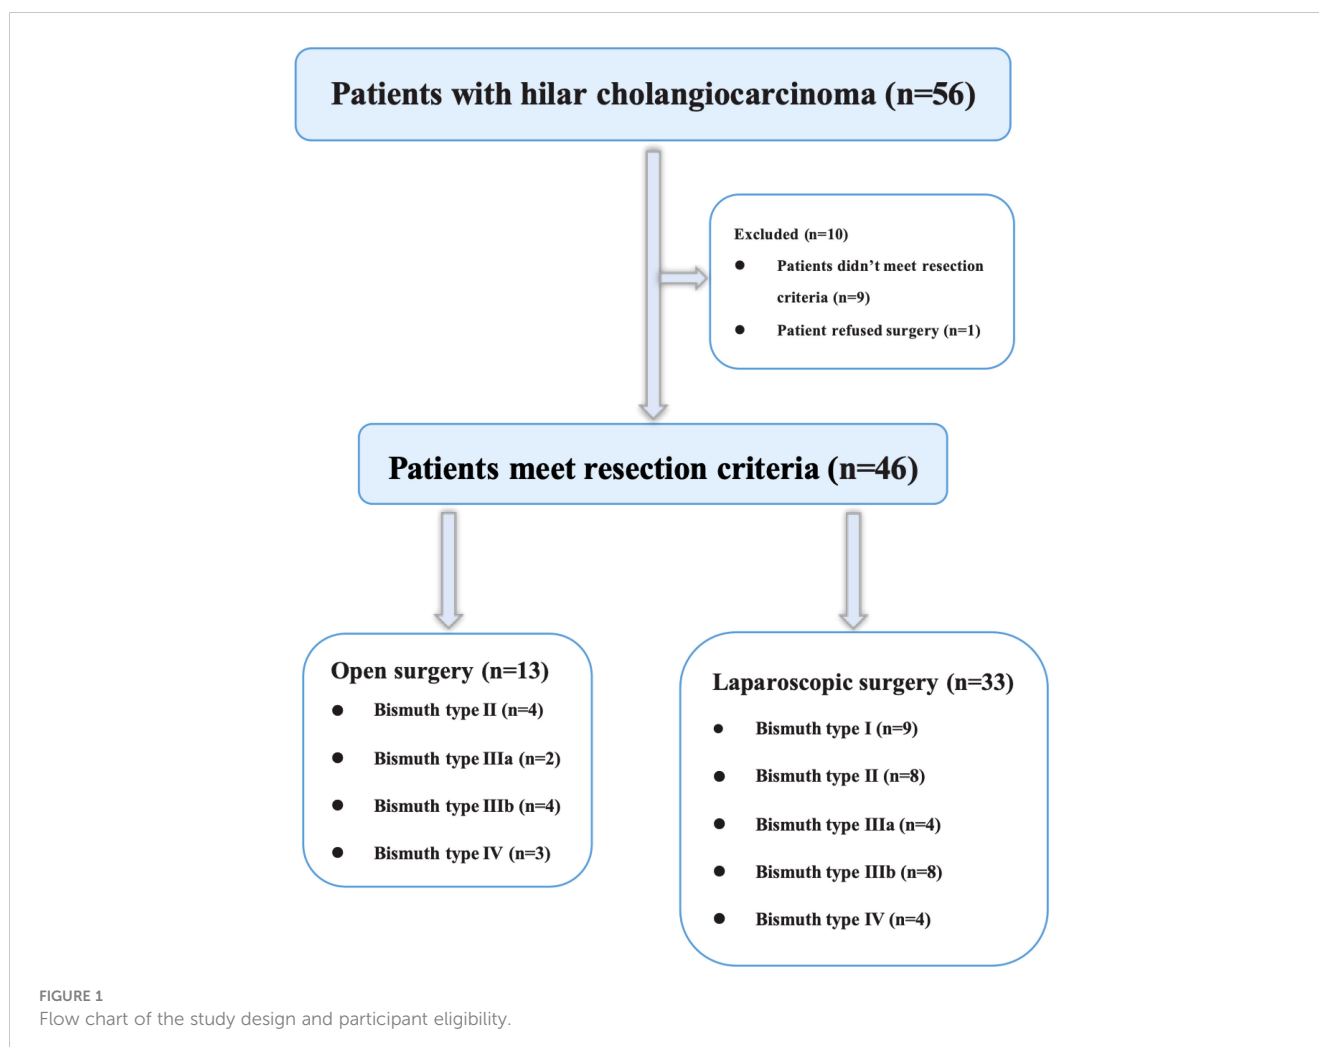 Patients with hilar cholangiocarcinoma (n=56)
Excluded (n=10)
● Patients didn’t meet resection
criteria (n=9)
● Patient refused surgery (n=1)
Patients meet resection criteria (n=46)
Open surgery (n=13)
● Bismuth type II (n=4)
● Bismuth type IIIa (n=2)
● Bismuth type IIIb (n=4)
● Bismuth type IV (n=3)
Laparoscopic surgery (n=33)
● Bismuth type I (n=9)
● Bismuth type II (n=8)
● Bismuth type IIIa (n=4)
● Bismuth type IIIb (n=8)
● Bismuth type IV (n=4)
FIGURE 1
Flow chart of the study design and participant eligibility.